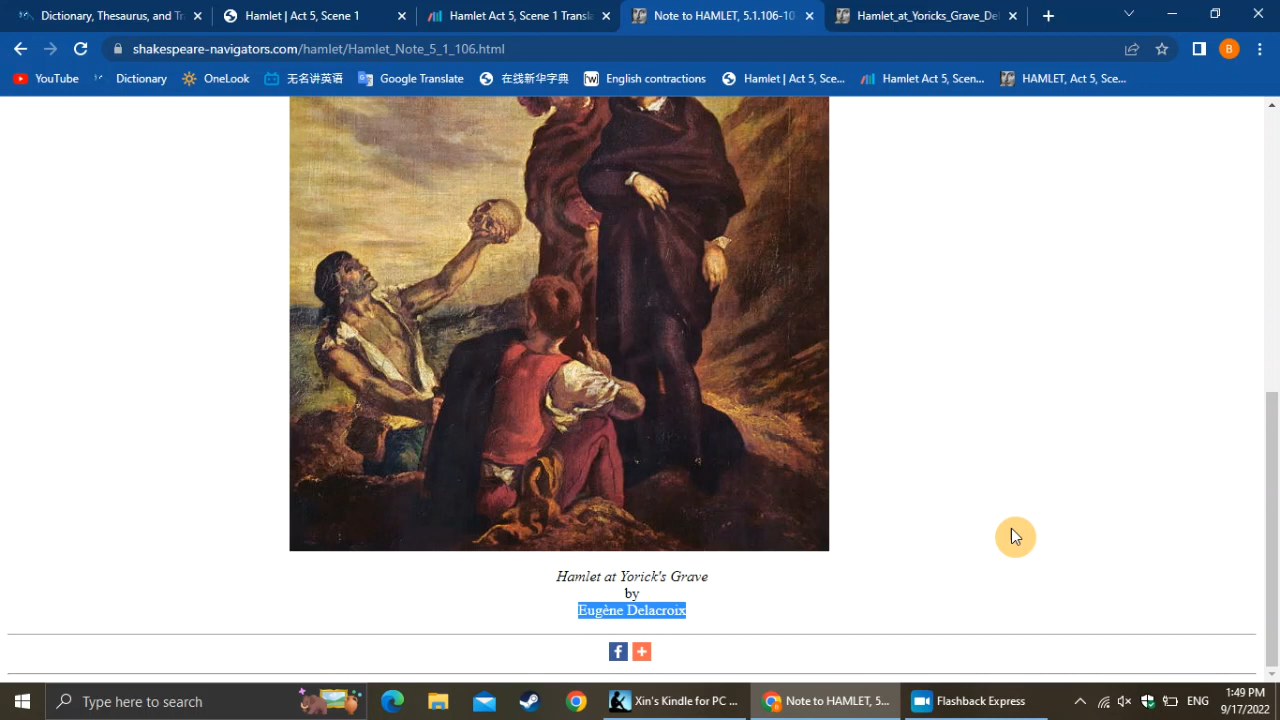 Dictionary, Thesaurus, and Tr
Hamlet | Act 5, Scene 1
Hamlet Act 5, Scene 1 Transla
Note to HAMLET, 5.1.106-10
Hamlet_at_Yoricks_Grave_Del
shakespeare-navigators.com/hamlet/Hamlet_Note_5_1_106.html
B
YouTube
Dictionary
OneLook
无名讲英语
Google Translate
在线新华字典
English contractions
Hamlet | Act 5, Sce...
Hamlet Act 5, Scen...
HAMLET, Act 5, Sce...
Hamlet at Yorick's Grave
by
Eugène Delacroix
Type here to search
Xin's Kindle for PC ...
Note to HAMLET, 5...
Flashback Express
ENG
1:49 PM
9/17/2022